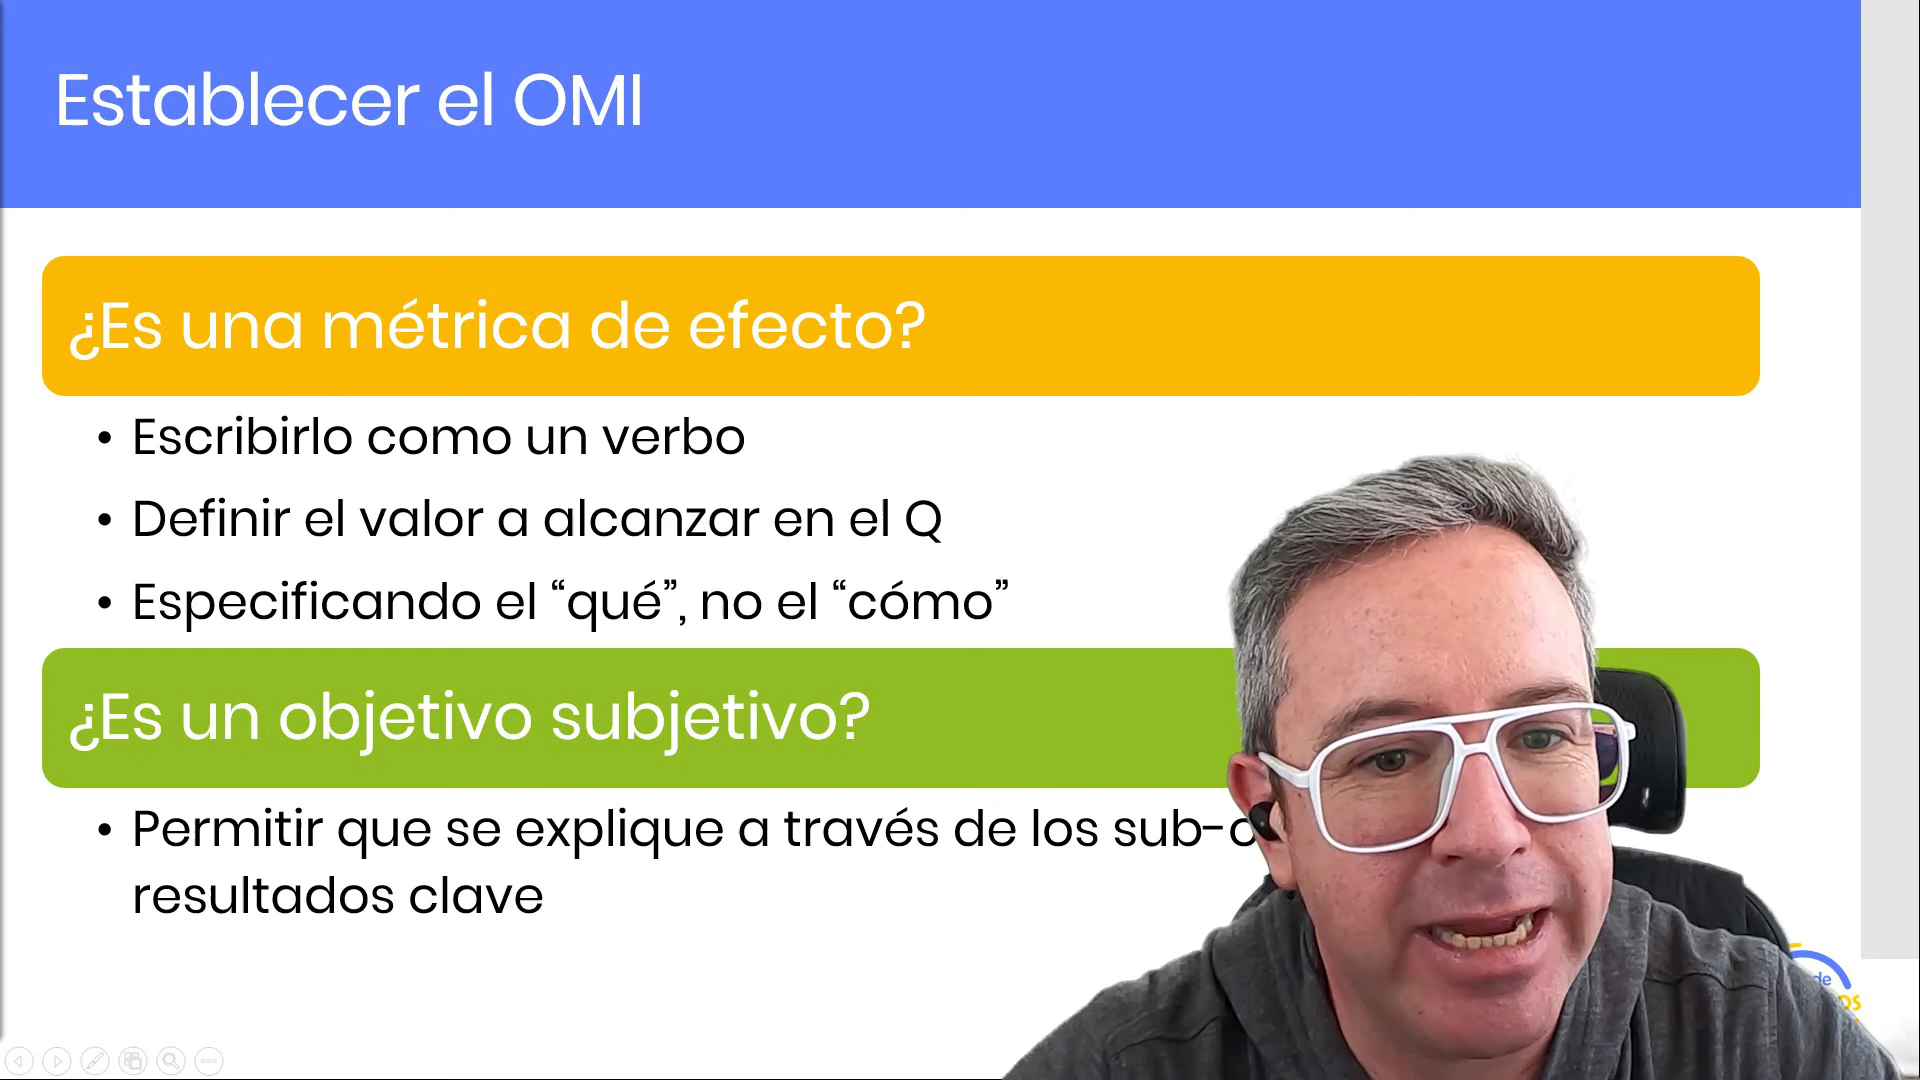 Establecer el OMI
¿Es una métrica de efecto?
• Escribirlo como un verbo
• Definir el valor a alcanzar en el Q
• Especificando el “qué”, no el “cómo”
¿Es un objetivo subjetivo?
• Permitir que se explique a través de los
resultados clave
de